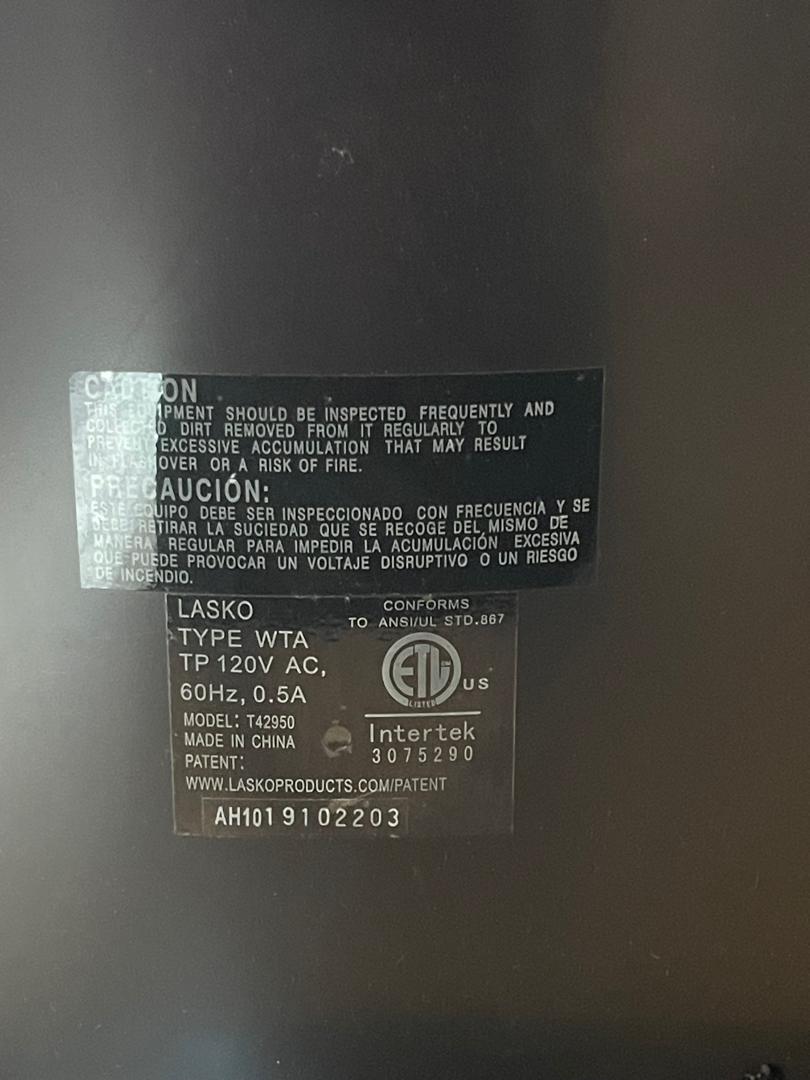 CAUTION
THIS EQUIPMENT SHOULD BE INSPECTED FREQUENTLY AND
COLLECTED DIRT REMOVED FROM IT REGULARLY TO
PREVENT EXCESSIVE ACCUMULATION THAT MAY RESULT
IN FLASHOVER OR A RISK OF FIRE.
PRECAUCIÓN:
ESTE EQUIPO DEBE SER INSPECCIONADO CON FRECUENCIA Y SE
DEBE RETIRAR LA SUCIEDAD QUE SE RECOGE DEL MISMO DE
MANERA REGULAR PARA IMPEDIR LA ACUMULACIÓN EXCESIVA
QUE PUEDE PROVOCAR UN VOLTAJE DISRUPTIVO O UN RIESGO
DE INCENDIO.
LASKO
TYPE WTA
TP 120V AC,
60Hz, 0.5A
MODEL: T42950
MADE IN CHINA
PATENT:
WWW.LASKOPRODUCTS.COM/PATENT
CONFORMS
TO ANSI/UL STD.867
ETL
LISTED
US
Intertek
3075290
AH1019102203